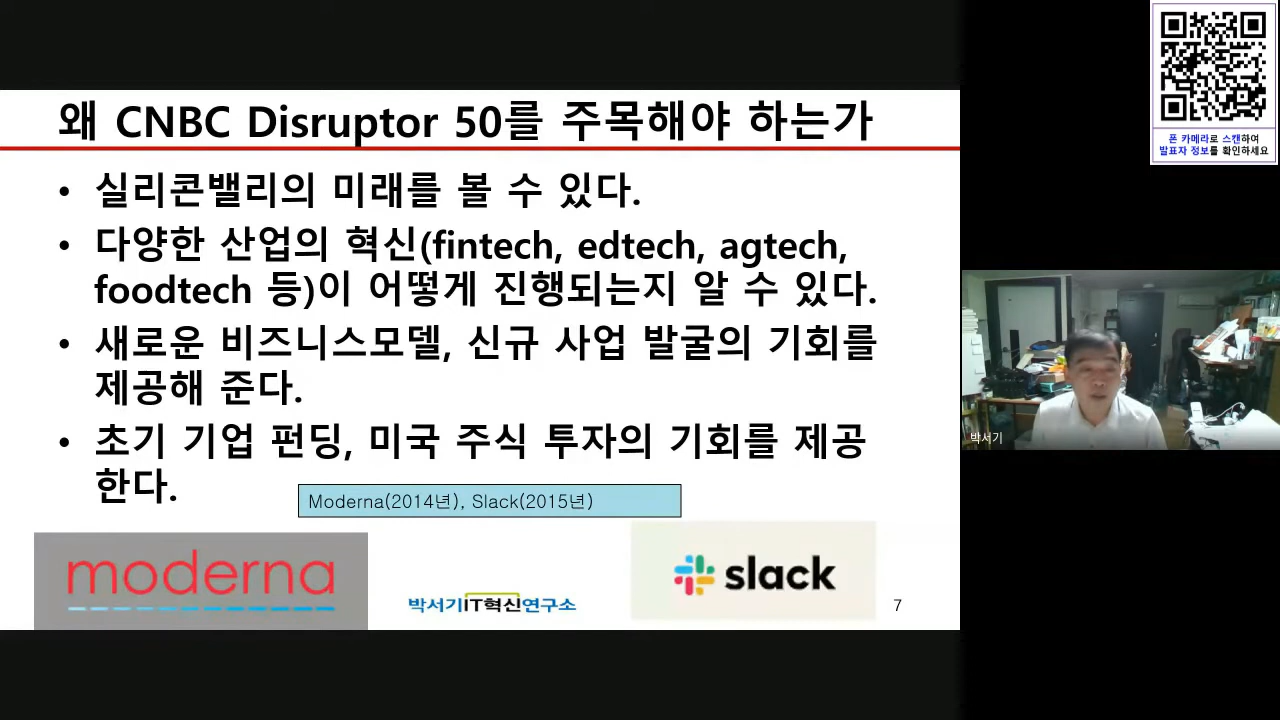 왜 CNBC Disruptor 50를 주목해야 하는가
• 실리콘밸리의 미래를 볼 수 있다.
• 다양한 산업의 혁신(fintech, edtech, agtech,
foodtech 등)이 어떻게 진행되는지 알 수 있다.
• 새로운 비즈니스모델, 신규 사업 발굴의 기회를
제공해 준다.
• 초기 기업 펀딩, 미국 주식 투자의 기회를 제공
한다.
Moderna(2014년), Slack(2015년)
moderna
박서기IT혁신연구소
slack
7
폰 카메라로 스캔하여
발표자 정보를 확인하세요
박서기